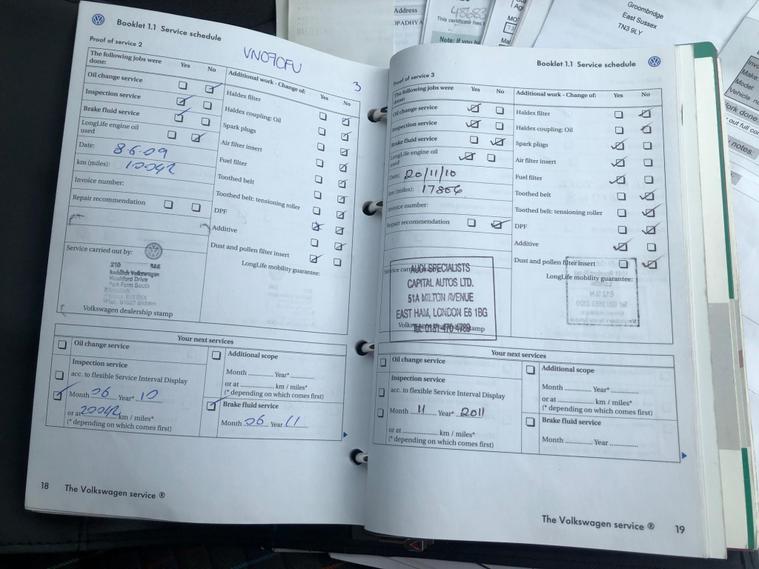 Address
OPADHYA
Groombridge
East Sussex
TN3 9LY
Booklet 1.1 Service schedule
Proof of service 2
VN07OFU
3
The following jobs were done:
Yes
No
Additional work - Change of:
Yes
No
Oil change service
Haldex filter
Inspection service
Haldex coupling: Oil
Brake fluid service
Spark plugs
LongLife engine oil used
Air filter insert
Date: 8-6-09
Fuel filter
km (miles): 10042
Toothed belt
Invoice number:
Toothed belt: tensioning roller
Repair recommendation
DPF
Additive
Dust and pollen filter insert
Service carried out by:
LongLife mobility guarantee:
Volkswagen dealership stamp
Your next services
Oil change service
Additional scope
Inspection service
Month Year*
acc. to flexible Service Interval Display
or at km / miles*
(* depending on which comes first)
Month 06 Year* 10
Brake fluid service
or at 20042 km / miles*
Month 06 Year 11
(* depending on which comes first)
18 The Volkswagen service ®
Booklet 1.1 Service schedule
Proof of service 3
The following jobs were done:
Yes
No
Additional work - Change of:
Yes
No
Oil change service
Haldex filter
Inspection service
Haldex coupling: Oil
Brake fluid service
Spark plugs
LongLife engine oil used
Air filter insert
Date: 20/11/10
Fuel filter
km (miles): 17806
Toothed belt
Invoice number:
Toothed belt: tensioning roller
Repair recommendation
DPF
Additive
Dust and pollen filter insert
LongLife mobility guarantee:
AUDI SPECIALISTS
CAPITAL AUTOS LTD.
51A MILTON AVENUE
EAST HAM, LONDON E6 1BG
Tel: 0181-470 4789
Your next services
Oil change service
Additional scope
Inspection service
Month Year*
acc. to flexible Service Interval Display
or at km / miles*
(* depending on which comes first)
Month 11 Year* 2011
Brake fluid service
or at km / miles*
Month Year
(* depending on which comes first)
The Volkswagen service ® 19